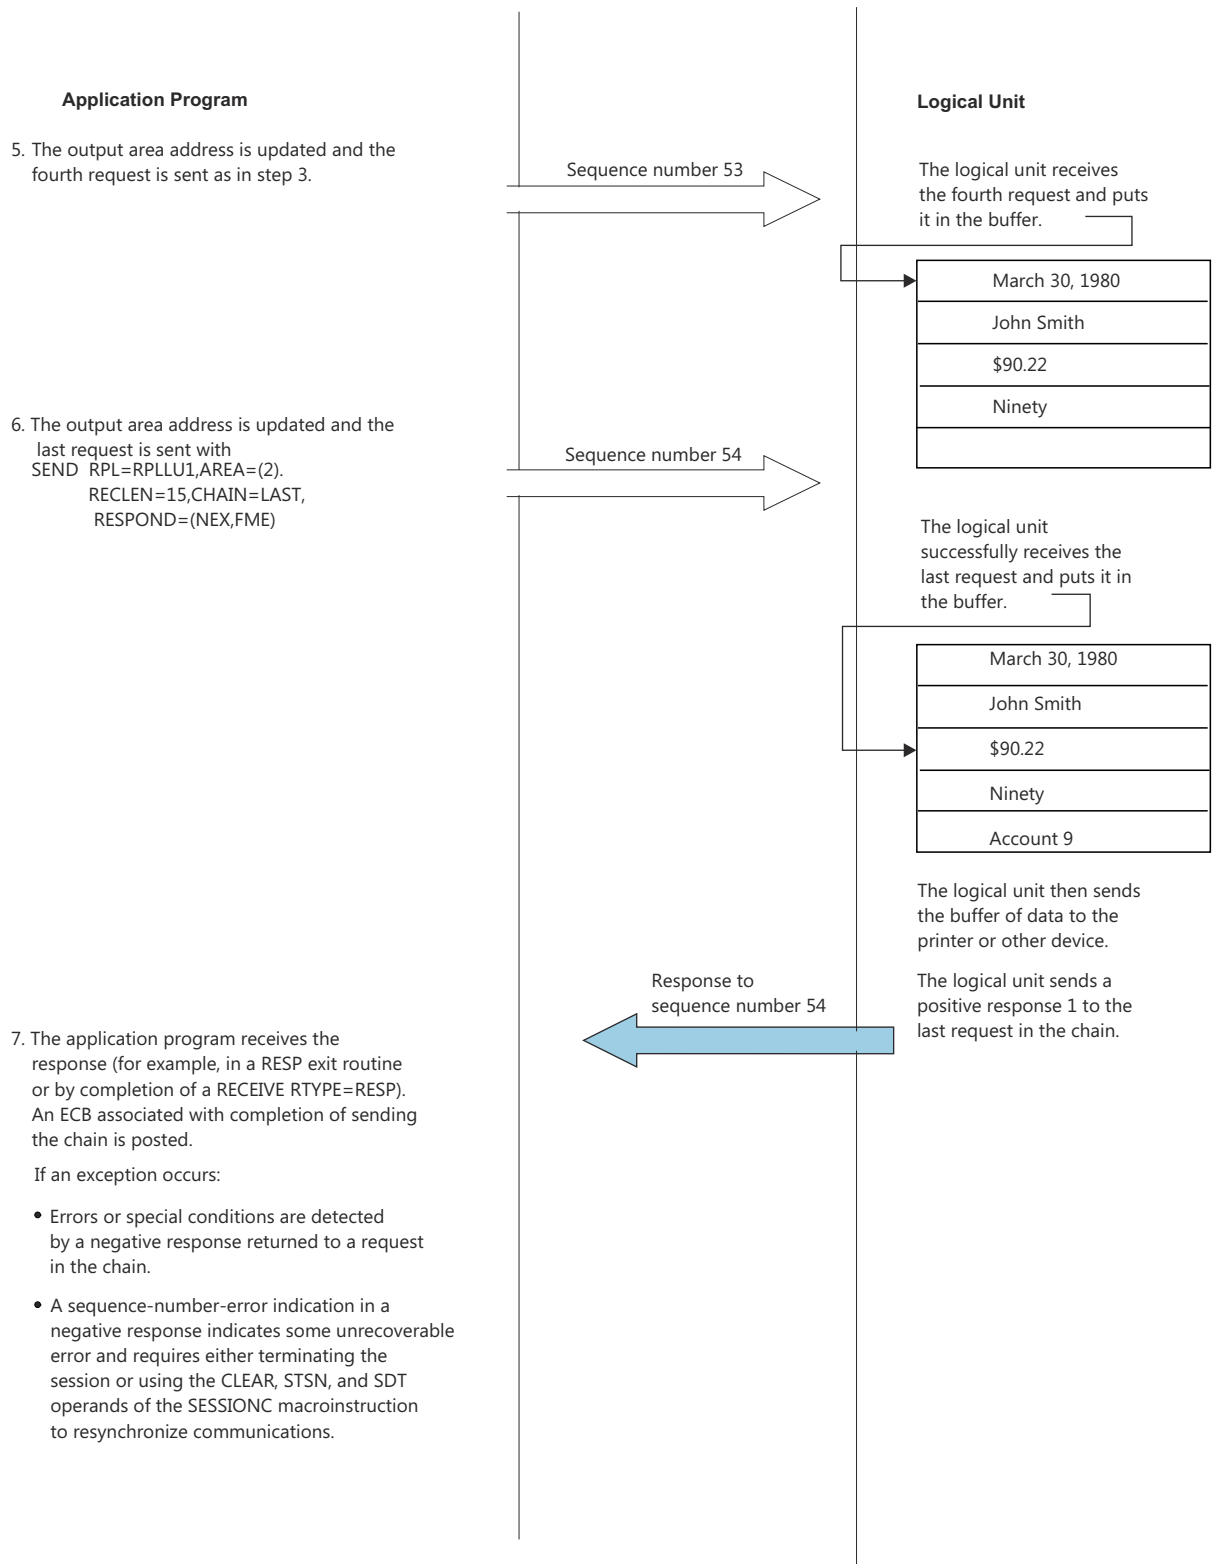 Application Program
Logical Unit
5. The output area address is updated and the
fourth request is sent as in step 3.
Sequence number 53
The logical unit receives
the fourth request and puts
it in the buffer.
March 30, 1980
John Smith
$90.22
Ninety
6. The output area address is updated and the
last request is sent with
SEND RPL=RPLLU1,AREA=(2).
RECLEN=15,CHAIN=LAST,
RESPOND=(NEX,FME)
Sequence number 54
The logical unit
successfully receives the
last request and puts it in
the buffer.
March 30, 1980
John Smith
$90.22
Ninety
Account 9
The logical unit then sends
the buffer of data to the
printer or other device.
Response to
sequence number 54
The logical unit sends a
positive response 1 to the
last request in the chain.
7. The application program receives the
response (for example, in a RESP exit routine
or by completion of a RECEIVE RTYPE=RESP).
An ECB associated with completion of sending
the chain is posted.
If an exception occurs:
• Errors or special conditions are detected
by a negative response returned to a request
in the chain.
• A sequence-number-error indication in a
negative response indicates some unrecoverable
error and requires either terminating the
session or using the CLEAR, STSN, and SDT
operands of the SESSIONC macroinstruction
to resynchronize communications.